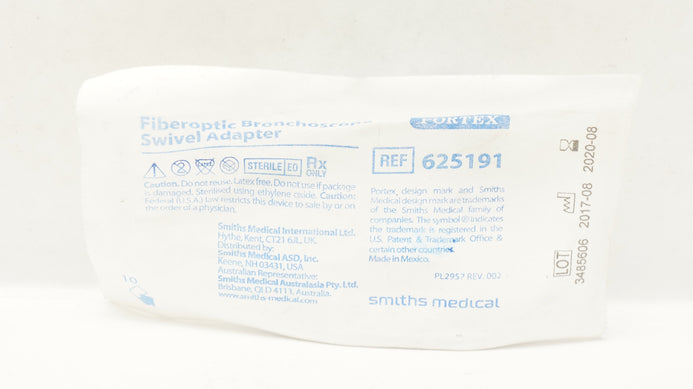 Fiberoptic Bronchoscope
Swivel Adapter
PORTEX
STERILE EO
Rx
ONLY
REF 625191
Caution. Do not reuse. Latex free. Do not use if package
is damaged. Sterilised using ethylene oxide. Caution:
Federal (U.S.A.) law restricts this device to sale by or on
the order of a physician.
Smiths Medical International Ltd.
Hythe, Kent, CT21 6JL, UK.
Distributed by:
Smiths Medical ASD, Inc.
Keene, NH 03431, USA
Australian Representative:
Smiths Medical Australasia Pty. Ltd.
Brisbane, QLD 4113, Australia.
www.smiths-medical.com
10
Portex, design mark and Smiths
Medical design mark are trademarks
of the Smiths Medical family of
companies. The symbol ® indicates
the trademark is registered in the
U.S. Patent & Trademark Office &
certain other countries.
Made in Mexico.
PL2957 REV. 002
smiths medical
2020-08
2017-08
LOT 3485606